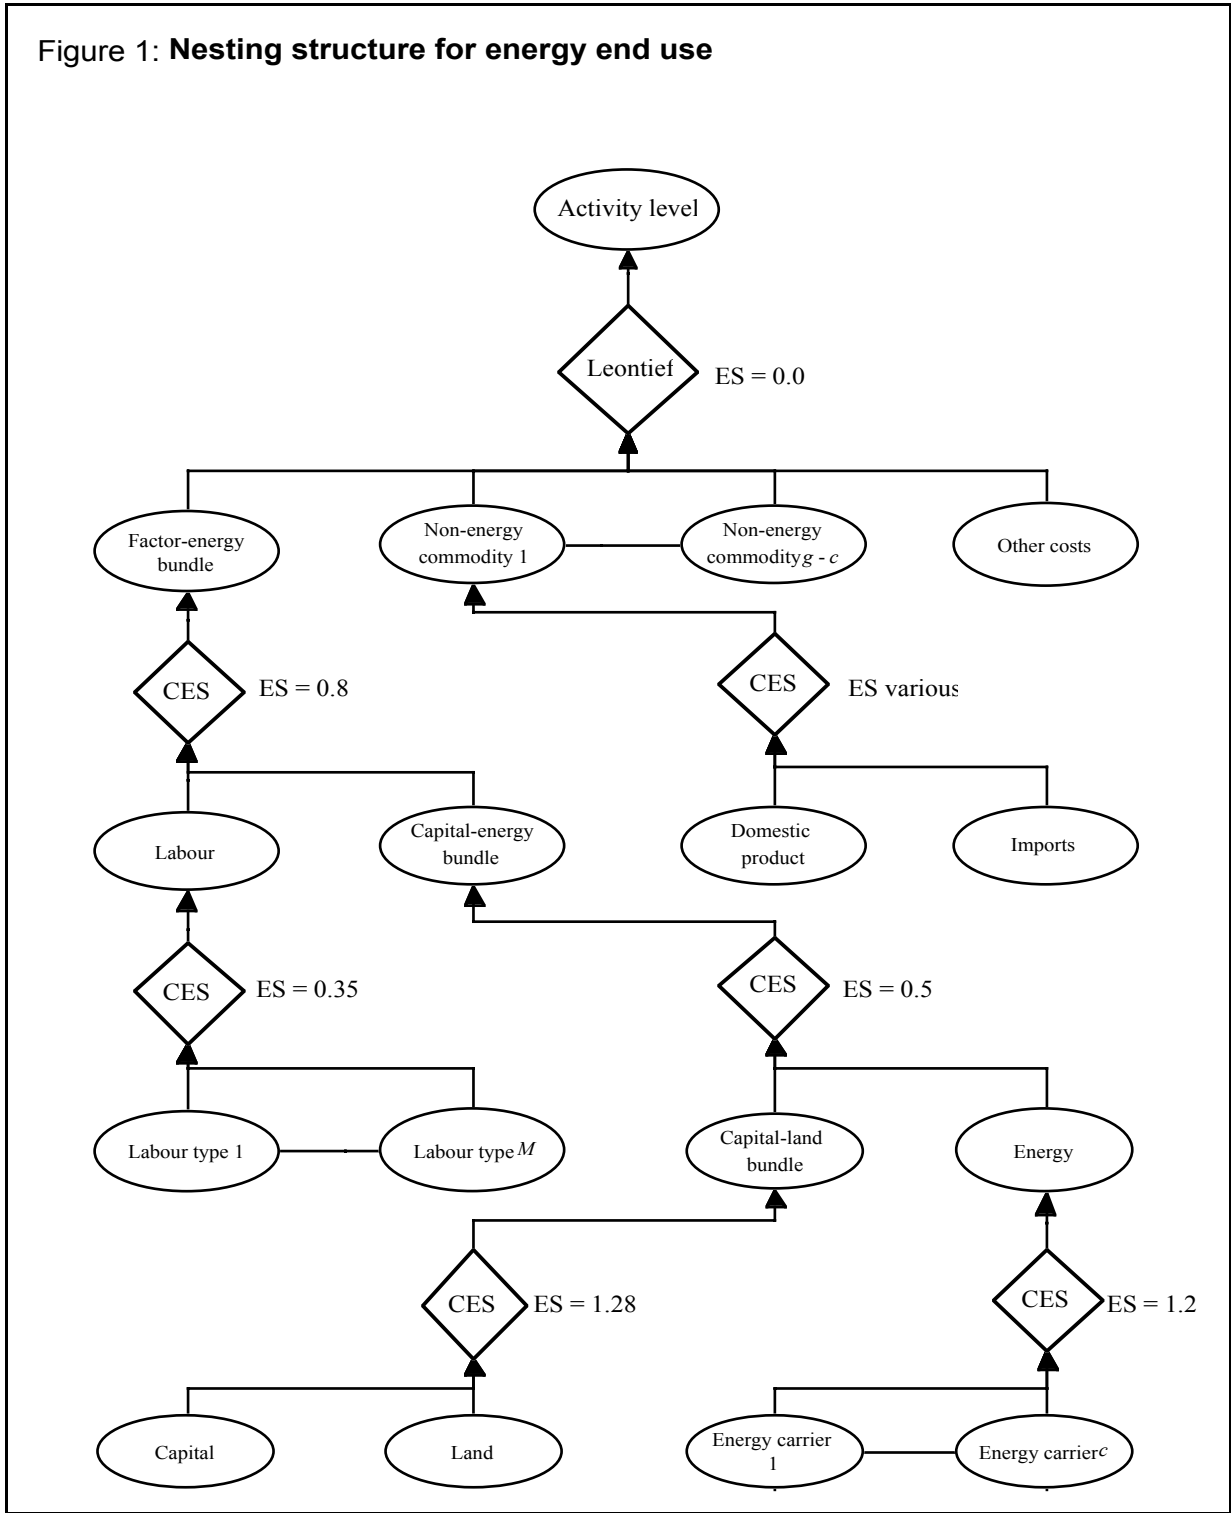 Figure 1: Nesting structure for energy end use
Activity level
Leontief
ES = 0.0
Factor-energy
bundle
Non-energy
commodity 1
Non-energy
commodity g - c
Other costs
CES
ES = 0.8
CES
ES various
Labour
Capital-energy
bundle
Domestic
product
Imports
CES
ES = 0.35
CES
ES = 0.5
Labour type 1
Labour type M
Capital-land
bundle
Energy
CES
ES = 1.28
CES
ES = 1.2
Capital
Land
Energy carrier
1
Energy carrier c